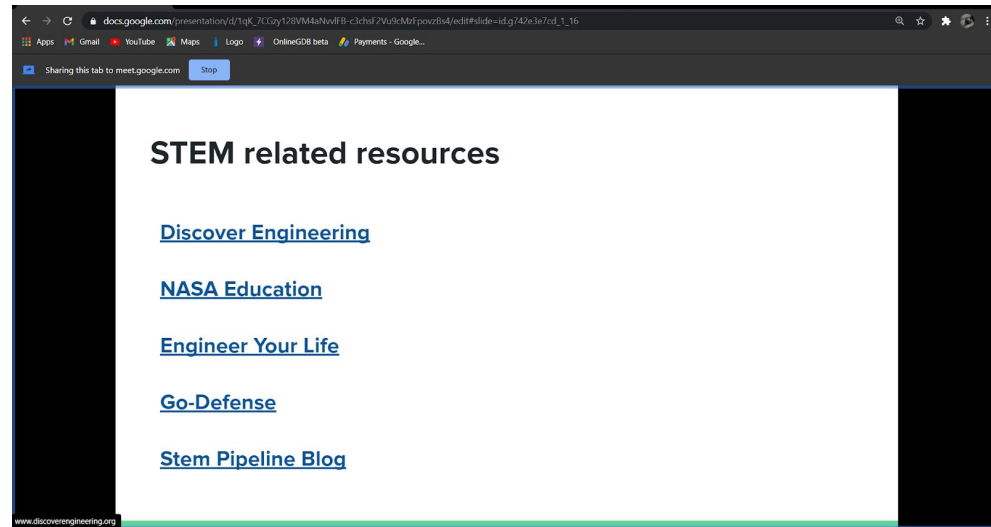 docs.google.com/presentation/d/1qK_7CGzy128VM4aNvvlFB-c3chsF2Vu9cMzFpovzBs4/edit#slide=id.g742e3e7cd_1_16
Apps Gmail YouTube Maps Logo OnlineGDB beta Payments - Google...
Sharing this tab to meet.google.com Stop
STEM related resources
Discover Engineering
NASA Education
Engineer Your Life
Go-Defense
Stem Pipeline Blog
www.discoverengineering.org